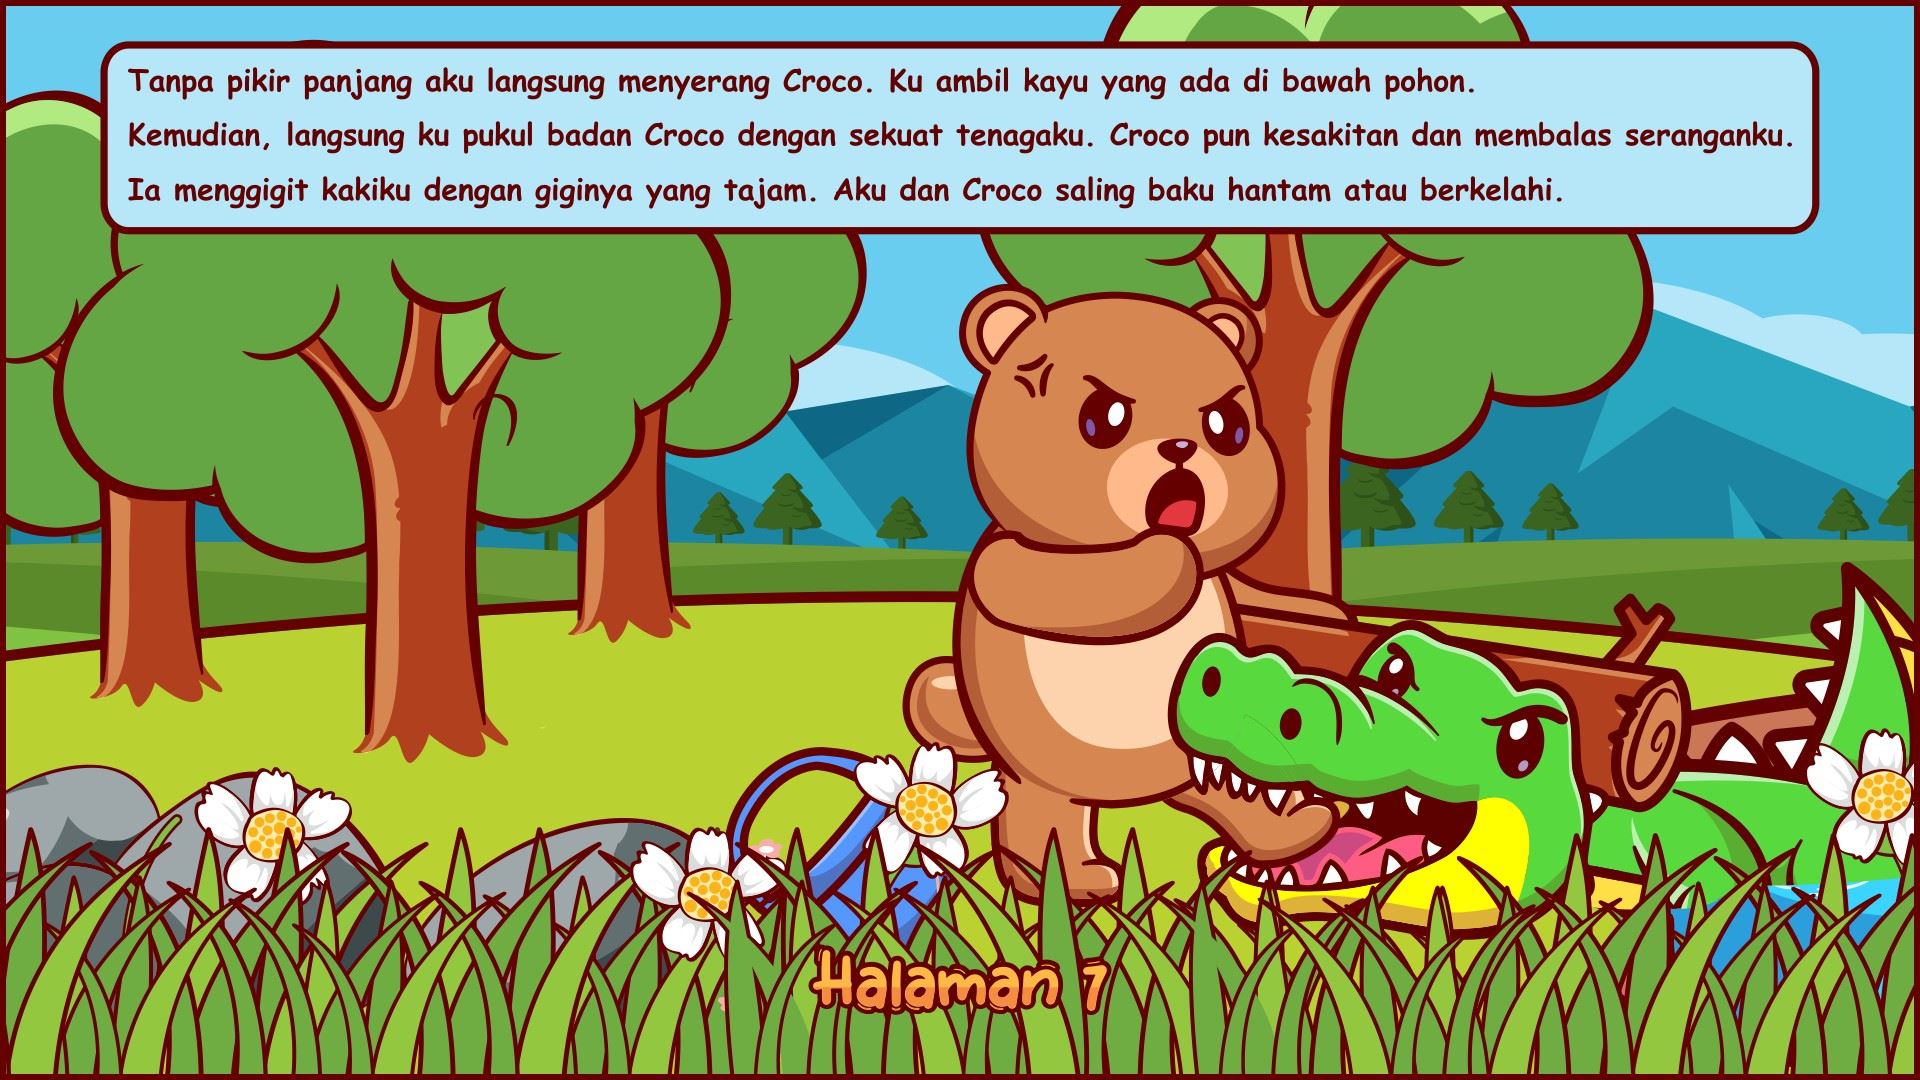 Tanpa pikir panjang aku langsung menyerang Croco. Ku ambil kayu yang ada di bawah pohon.
Kemudian, langsung ku pukul badan Croco dengan sekuat tenagaku. Croco pun kesakitan dan membalas seranganku.
Ia menggigit kakiku dengan giginya yang tajam. Aku dan Croco saling baku hantam atau berkelahi.
Halaman 7